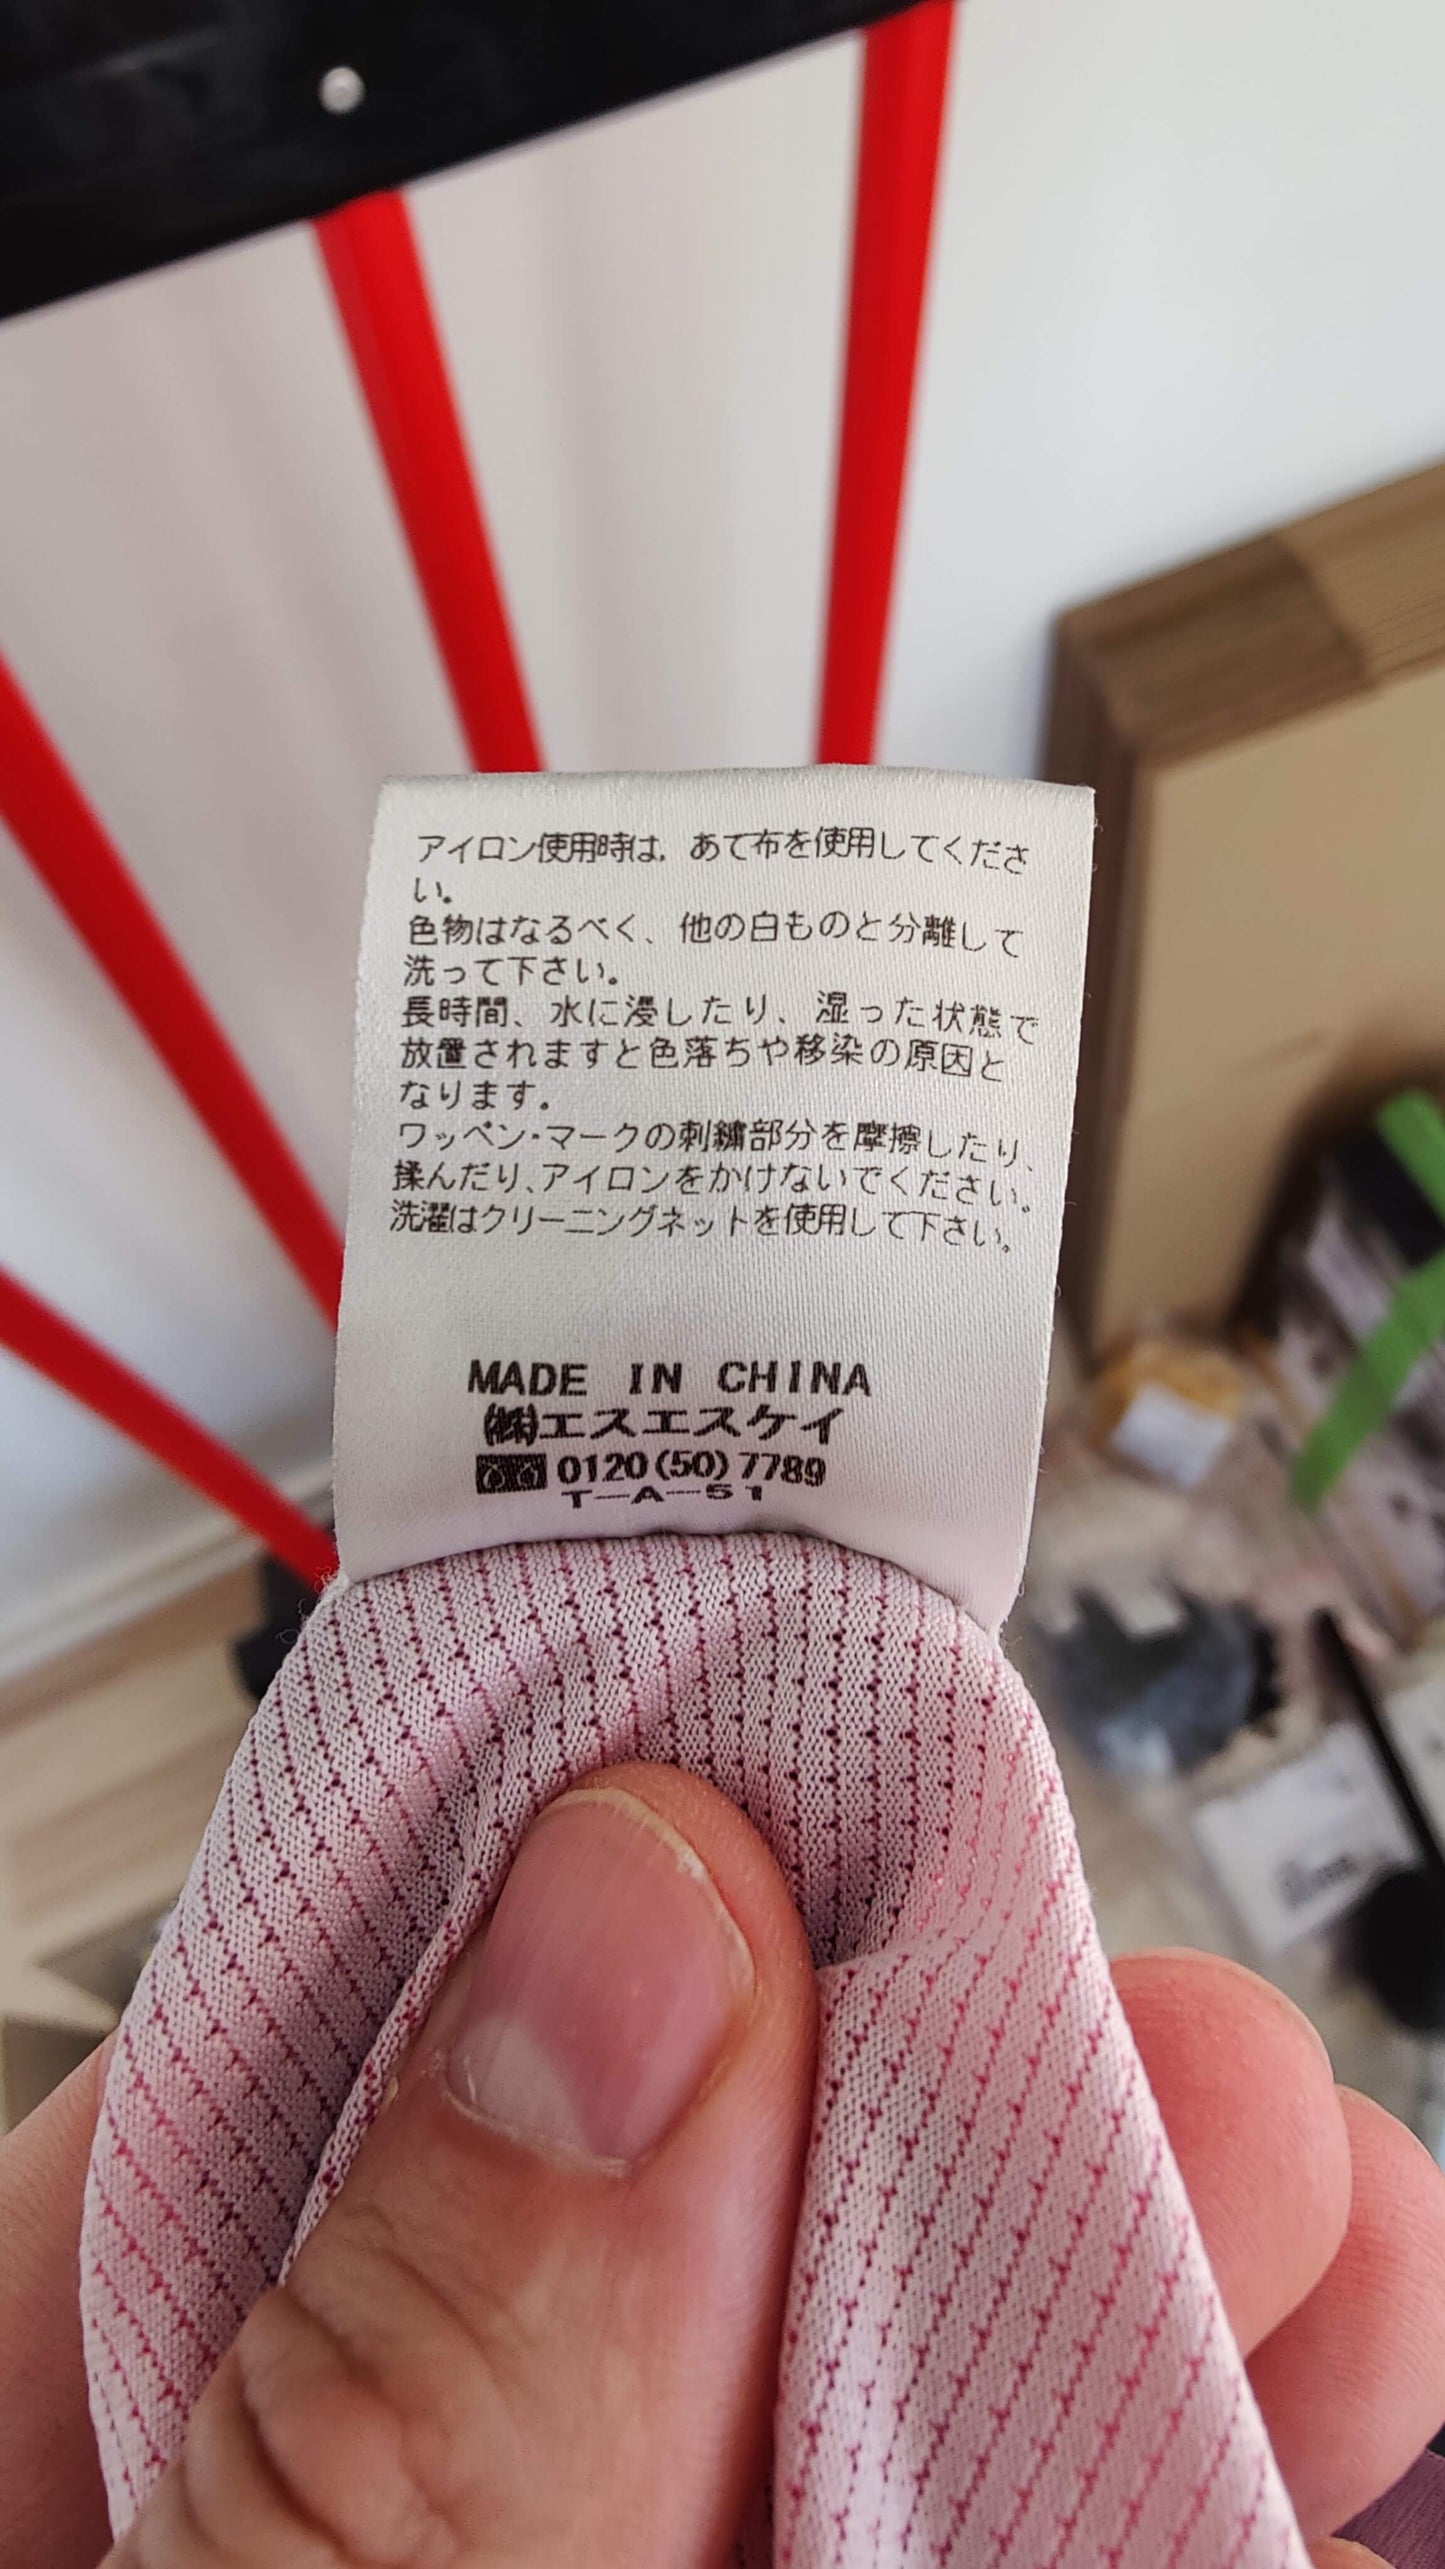 アイロン使用時は、あて布を使用してくださ
い。
色物はなるべく、他の白ものと分離して
洗って下さい。
長時間、水に浸したり、湿った状態で
放置されますと色落ちや移染の原因と
なります。
ワッペン・マークの刺繍部分を摩擦したり、
揉んだり、アイロンをかけないでください。
洗濯はクリーニングネットを使用して下さい。
MADE IN CHINA
㈱エスエスケイ
0120(50)7789
T-A-51